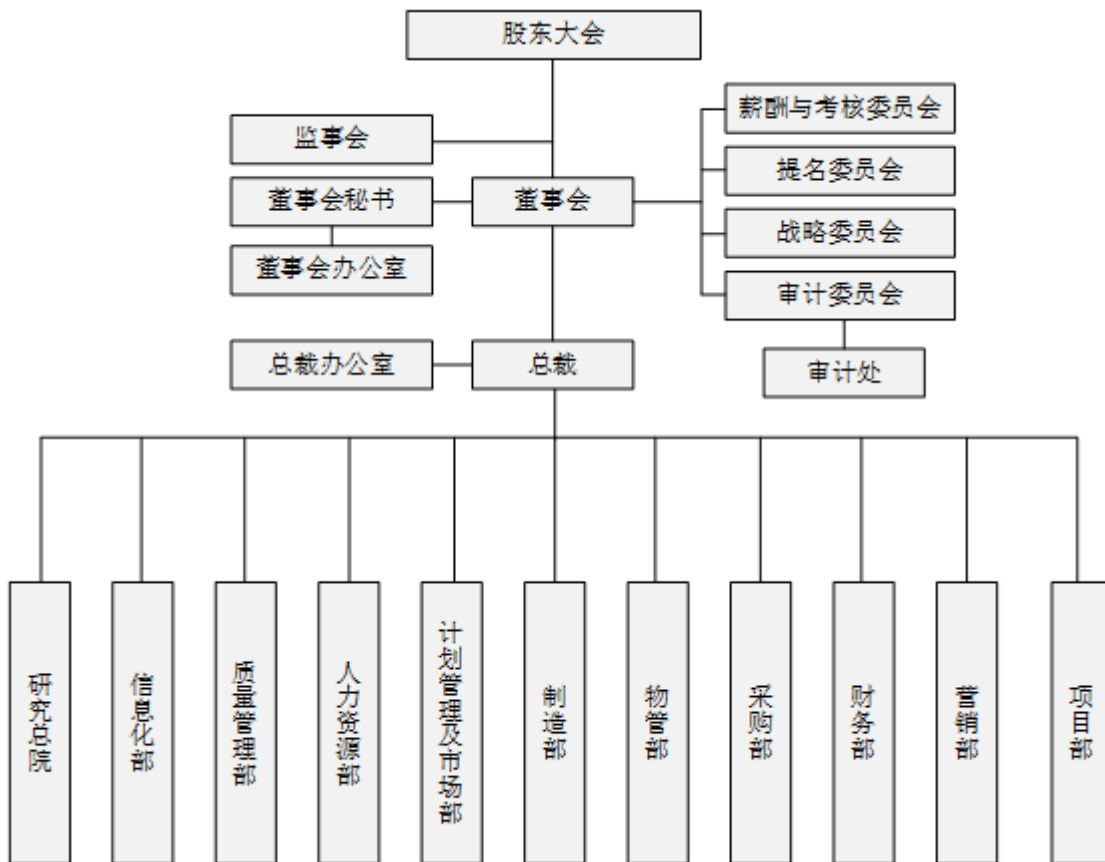 股东大会
监事会
薪酬与考核委员会
提名委员会
董事会秘书
董事会
战略委员会
董事会办公室
审计委员会
总裁办公室
总裁
审计处
研究总院
信息化部
质量管理部
人力资源部
计划管理及市场部
制造部
物管部
采购部
财务部
营销部
项目部